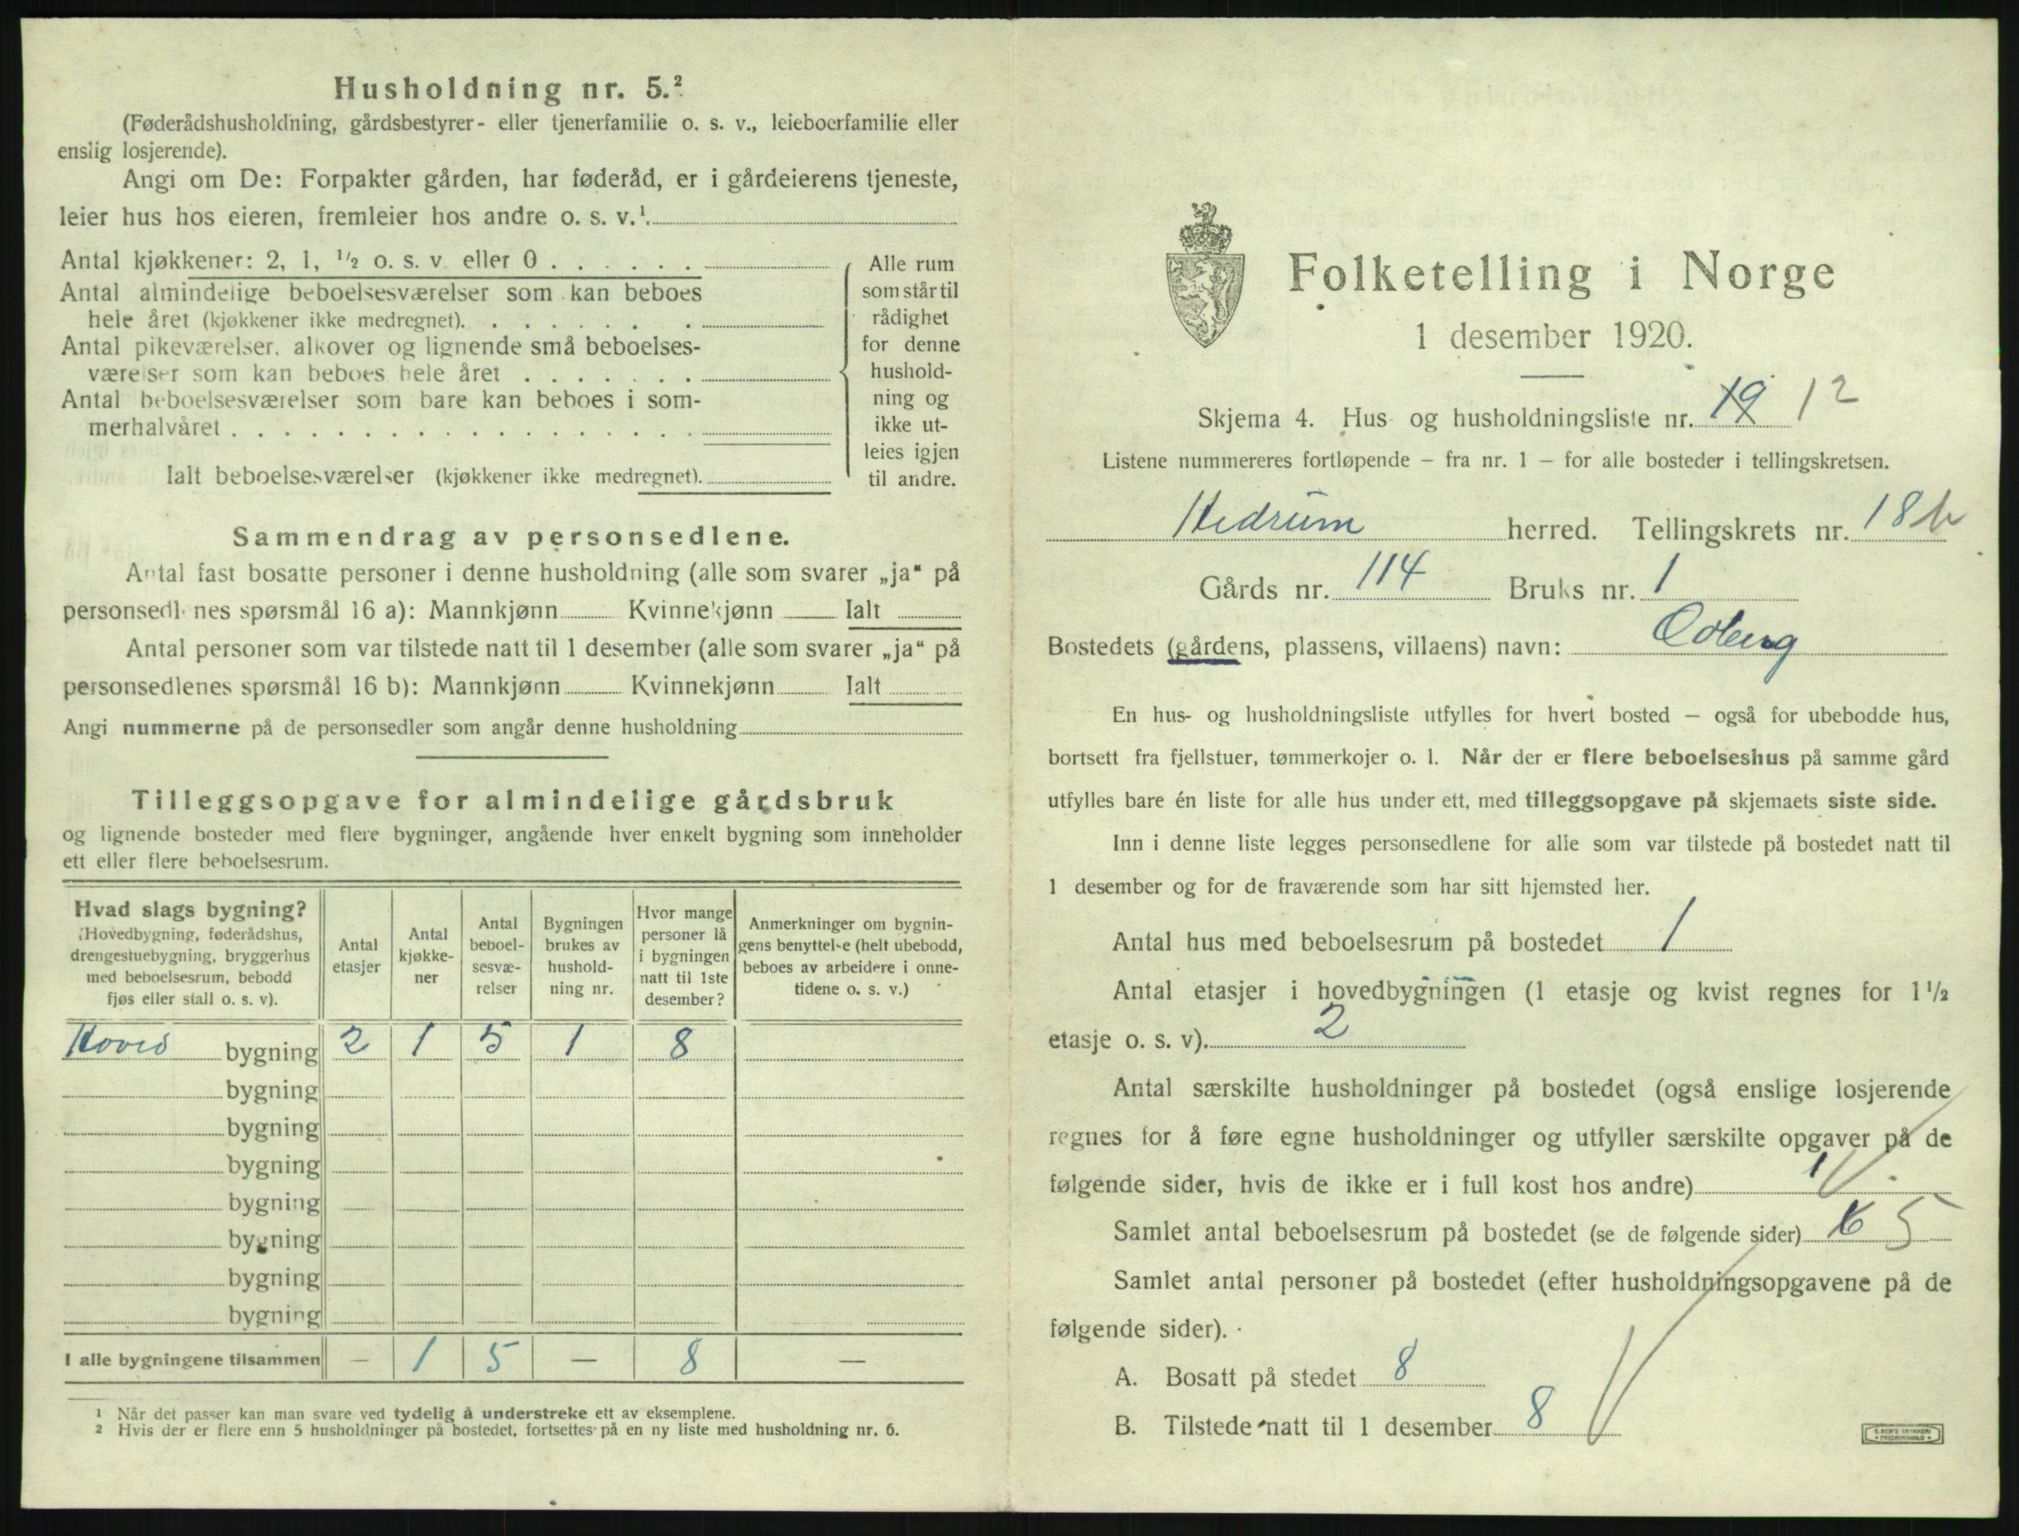 Husholdning nr. 5.²
(Føderådshusholdning, gårdsbestyrer- eller tjenerfamilie o. s. v., leieboerfamilie eller
enslig losjerende).
Angi om De: Forpakter gården, har føderåd, er i gårdeierens tjeneste,
leier hus hos eieren, fremleier hos andre o. s. v.¹.
Antal kjøkkener: 2, 1, ½ o. s. v. eller 0 . . . . . .
Antal almindelige beboelsesværelser som kan beboes
hele året (kjøkkener ikke medregnet). . . . . . . .
Antal pikeværelser, alkover og lignende små beboelses-
værelser som kan beboes hele året . . . . . . .
Antal beboelsesværelser som bare kan beboes i som-
merhalvåret . . . . . . . . . . . . . . . . . .
Ialt beboelsesværelser (kjøkkener ikke medregnet).
Alle rum
som står til
rådighet
for denne
hushold-
ning og
ikke ut-
leies igjen
til andre.
Sammendrag av personsedlene.
Antal fast bosatte personer i denne husholdning (alle som svarer „ja“ på
personsedlenes spørsmål 16 a): Mannkjønn Kvinnekjønn Ialt
Antal personer som var tilstede natt til 1 desember (alle som svarer „ja“ på
personsedlenes spørsmål 16 b): Mannkjønn Kvinnekjønn Ialt
Angi nummerne på de personsedler som angår denne husholdning
Tilleggsopgave for almindelige gårdsbruk
og lignende bosteder med flere bygninger, angående hver enkelt bygning som inneholder
ett eller flere beboelsesrum.
Hvad slags bygning?
(Hovedbygning, føderådshus,
drengestuebygning, bryggerhus
med beboelsesrum, bebodd
fjøs eller stall o. s. v).
Antal
etasjer
Antal
kjøkke-
ner
Antal
beboel-
sesvæ-
relser
Bygningen
brukes av
hushold-
ning nr.
Hvor mange
personer lå
i bygningen
natt til 1ste
desember?
Anmerkninger om bygnin-
gens benyttelse (helt ubebodd,
beboes av arbeidere i onne-
tidene o. s. v.)
Hoved bygning 2 1 5 1 8
bygning
bygning
bygning
bygning
bygning
bygning
bygning
I alle bygningene tilsammen — 1 5 — 8 —
¹ Når det passer kan man svare ved tydelig å understreke ett av eksemplene.
² Hvis der er flere enn 5 husholdninger på bostedet, fortsettes på en ny liste med husholdning nr. 6.
Folketelling i Norge
1 desember 1920.
Skjema 4. Hus- og husholdningsliste nr. 19 12
Listene nummereres fortløpende – fra nr. 1 – for alle bosteder i tellingskretsen.
Hedrum herred. Tellingskrets nr. 18 b
Gårds nr. 114 Bruks nr. 1
Bostedets (gårdens, plassens, villaens) navn: Odberg
En hus- og husholdningsliste utfylles for hvert bosted – også for ubebodde hus,
bortsett fra fjellstuer, tømmerkojer o. l. Når der er flere beboelseshus på samme gård
utfylles bare én liste for alle hus under ett, med tilleggsopgave på skjemaets siste side.
Inn i denne liste legges personsedlene for alle som var tilstede på bostedet natt til
1 desember og for de fraværende som har sitt hjemsted her.
Antal hus med beboelsesrum på bostedet 1
Antal etasjer i hovedbygningen (1 etasje og kvist regnes for 1½
etasje o. s. v). 2
Antal særskilte husholdninger på bostedet (også enslige losjerende
regnes for å føre egne husholdninger og utfyller særskilte opgaver på de
følgende sider, hvis de ikke er i full kost hos andre) 1
Samlet antal beboelsesrum på bostedet (se de følgende sider) 6 5
Samlet antal personer på bostedet (efter husholdningsopgavene på de
følgende sider).
A. Bosatt på stedet 8
B. Tilstede natt til 1 desember 8